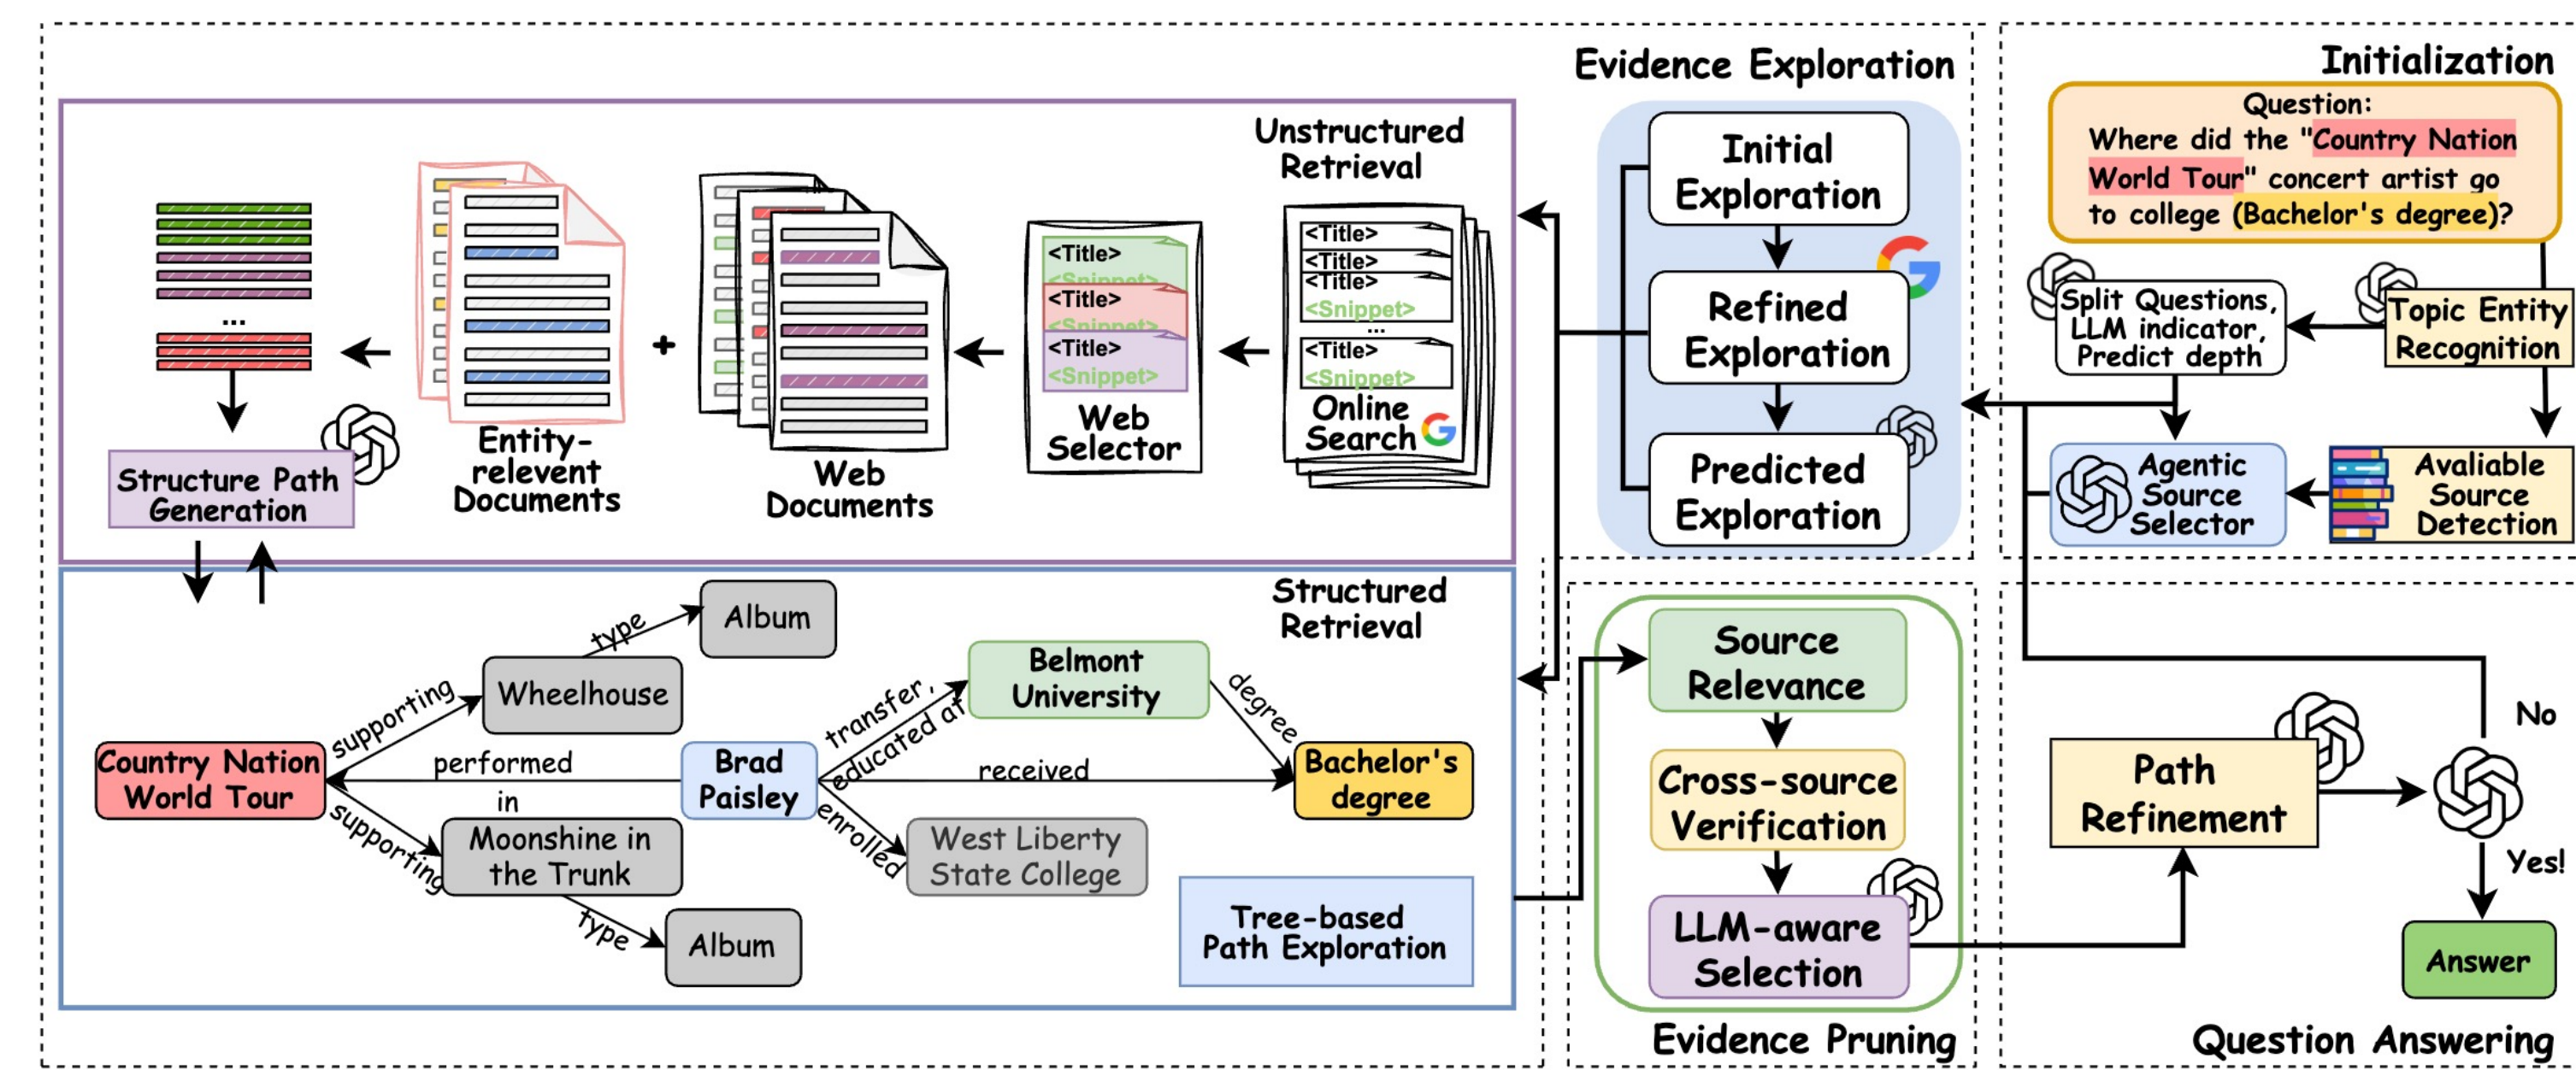 Evidence Exploration
Initialization
Question:
Where did the "Country Nation
World Tour" concert artist go
to college (Bachelor's degree)?
Split Questions,
LLM indicator,
Predict depth
Topic Entity
Recognition
Agentic
Source
Selector
Avaliable
Source
Detection
Initial
Exploration
Refined
Exploration
Predicted
Exploration
Unstructured
Retrieval
<Title>
<Title>
<Title>
<Snippet>
...
<Title>
<Snippet>
Online
Search
<Title>
<Snippet>
<Title>
<Snippet>
<Title>
<Snippet>
Web
Selector
Web
Documents
+
Entity-
relevent
Documents
...
Structure Path
Generation
Structured
Retrieval
Album
type
Wheelhouse
supporting
Country Nation
World Tour
performed
in
Brad
Paisley
transfer,
educated at
Belmont
University
degree
received
Bachelor's
degree
enrolled
West Liberty
State College
supporting
Moonshine in
the Trunk
type
Album
Tree-based
Path Exploration
Source
Relevance
Cross-source
Verification
LLM-aware
Selection
Evidence Pruning
Path
Refinement
No
Yes!
Answer
Question Answering